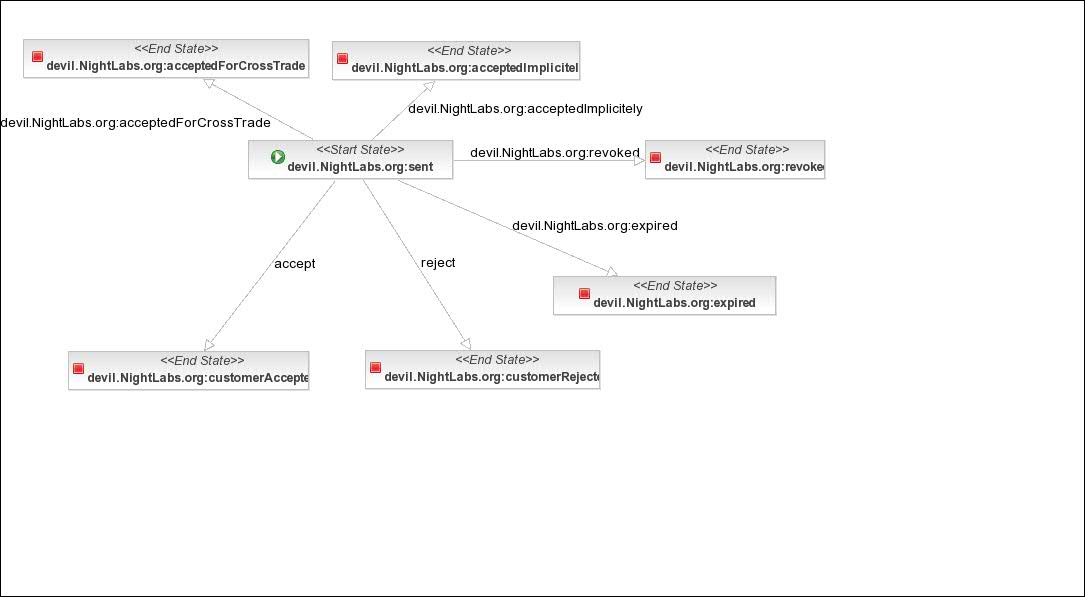 <<End State>>
devil.NightLabs.org:acceptedForCrossTrade
<<End State>>
devil.NightLabs.org:acceptedImplicitel
devil.NightLabs.org:acceptedImplicitely
devil.NightLabs.org:acceptedForCrossTrade
<<Start State>>
devil.NightLabs.org:sent
devil.NightLabs.org:revoked
<<End State>>
devil.NightLabs.org:revoke
devil.NightLabs.org:expired
accept
reject
<<End State>>
devil.NightLabs.org:expired
<<End State>>
devil.NightLabs.org:customerAccepte
<<End State>>
devil.NightLabs.org:customerRejecte